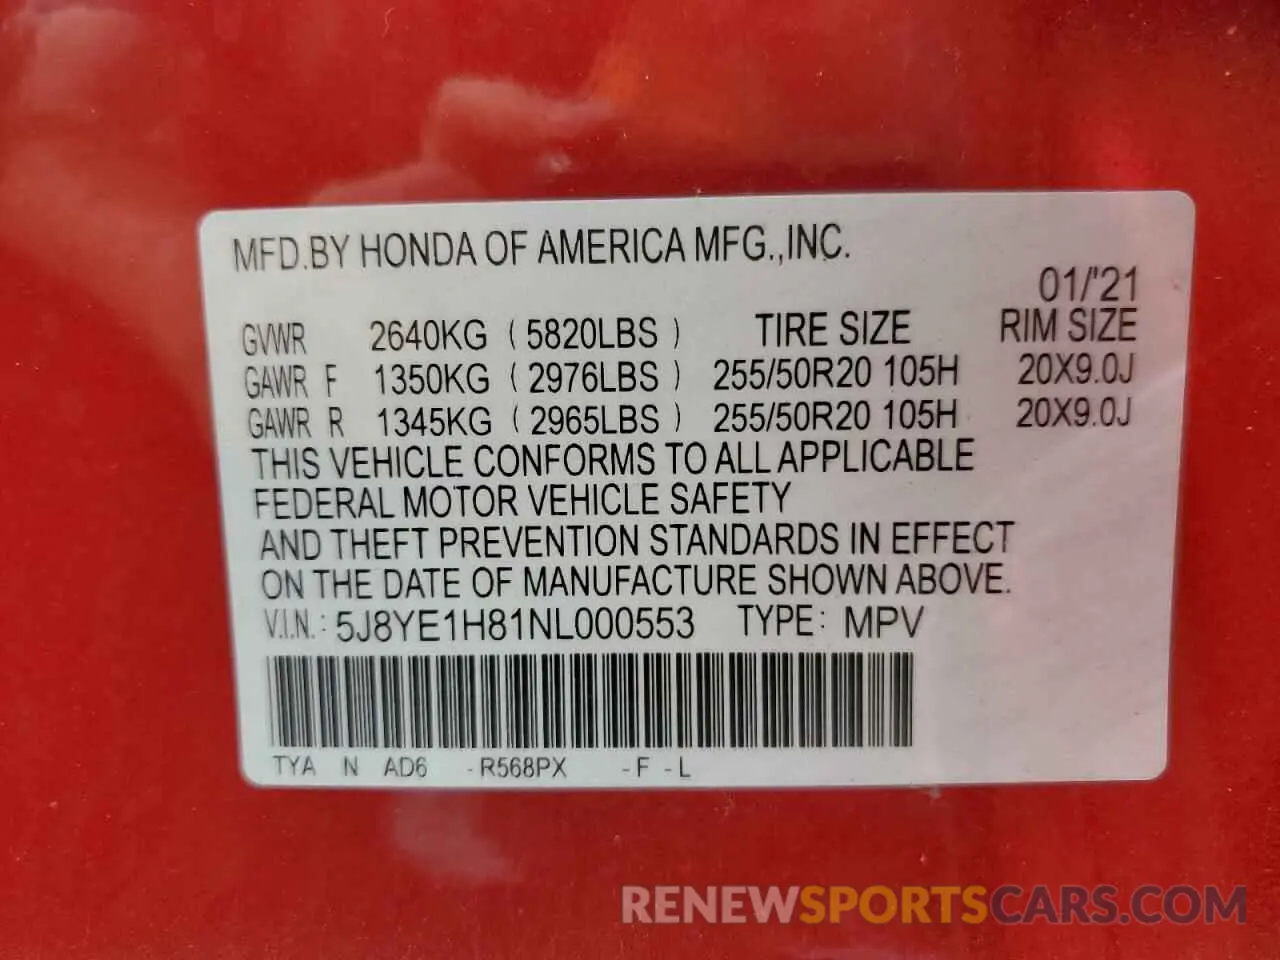 MFD.BY HONDA OF AMERICA MFG.,INC.
01/'21
GVWR 2640KG ( 5820LBS ) TIRE SIZE RIM SIZE
GAWR F 1350KG ( 2976LBS ) 255/50R20 105H 20X9.0J
GAWR R 1345KG ( 2965LBS ) 255/50R20 105H 20X9.0J
THIS VEHICLE CONFORMS TO ALL APPLICABLE
FEDERAL MOTOR VEHICLE SAFETY
AND THEFT PREVENTION STANDARDS IN EFFECT
ON THE DATE OF MANUFACTURE SHOWN ABOVE.
V.I.N.: 5J8YE1H81NL000553 TYPE: MPV
TYA N AD6 -R568PX -F -L
RENEWSPORTSCARS.COM